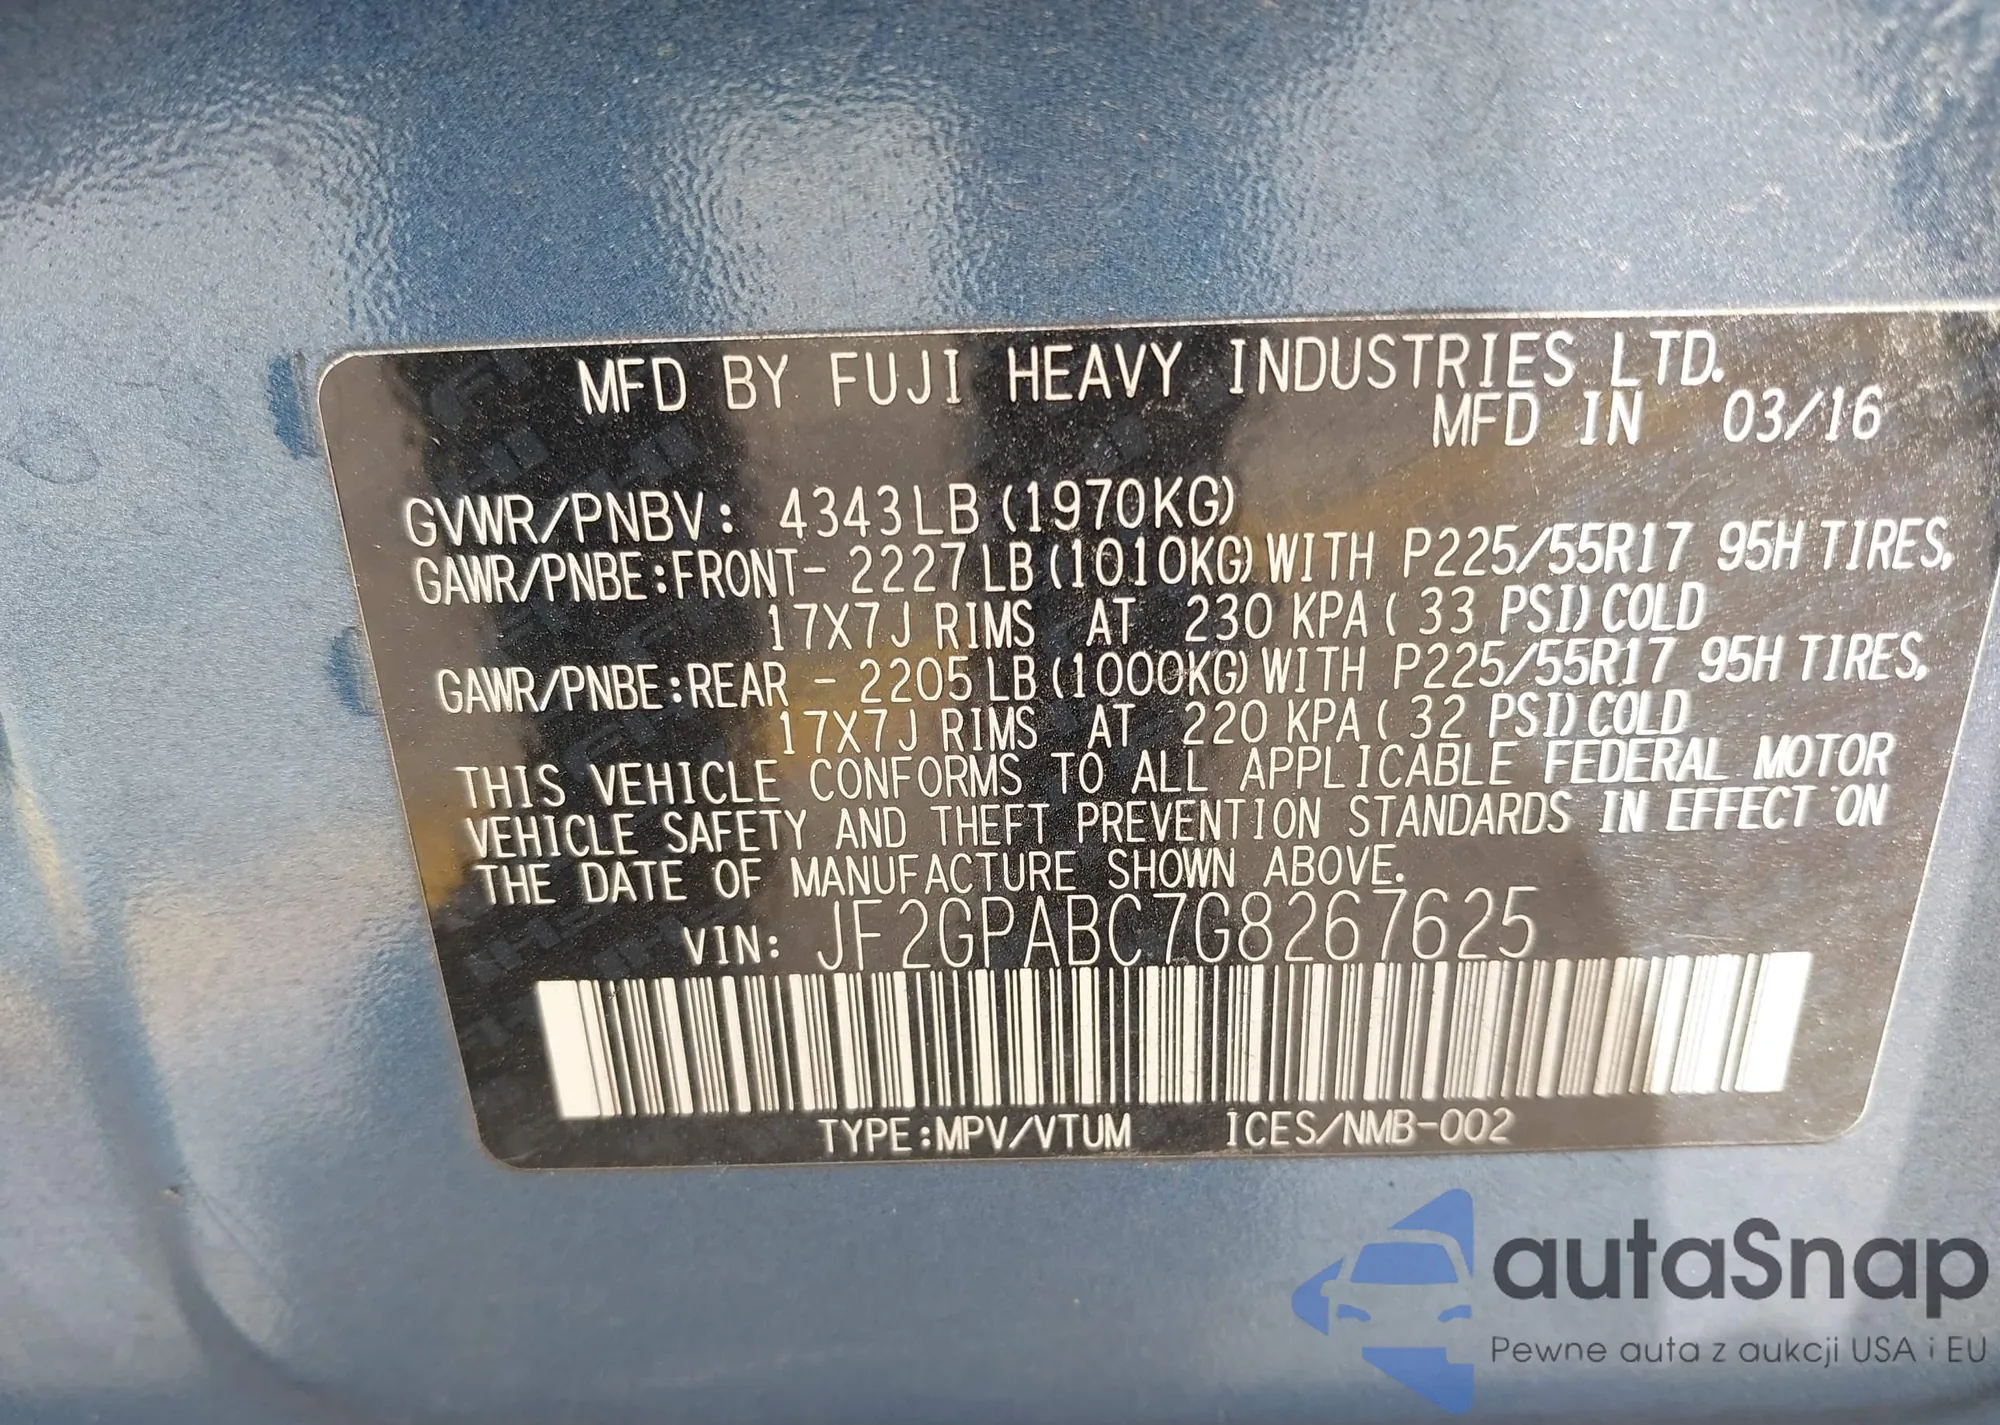 MFD BY FUJI HEAVY INDUSTRIES LTD.
MFD IN 03/16
GVWR/PNBV: 4343LB (1970KG)
GAWR/PNBE:FRONT- 2227LB(1010KG)WITH P225/55R17 95H TIRES,
17X7J RIMS AT 230 KPA( 33 PSI)COLD
GAWR/PNBE:REAR - 2205LB(1000KG)WITH P225/55R17 95H TIRES,
17X7J RIMS AT 220 KPA( 32 PSI)COLD
THIS VEHICLE CONFORMS TO ALL APPLICABLE FEDERAL MOTOR
VEHICLE SAFETY AND THEFT PREVENTION STANDARDS IN EFFECT ON
THE DATE OF MANUFACTURE SHOWN ABOVE.
VIN: JF2GPABC7G8267625
TYPE:MPV/VTUM ICES/NMB-002
autaSnap
Pewne auta z aukcji USA i EU